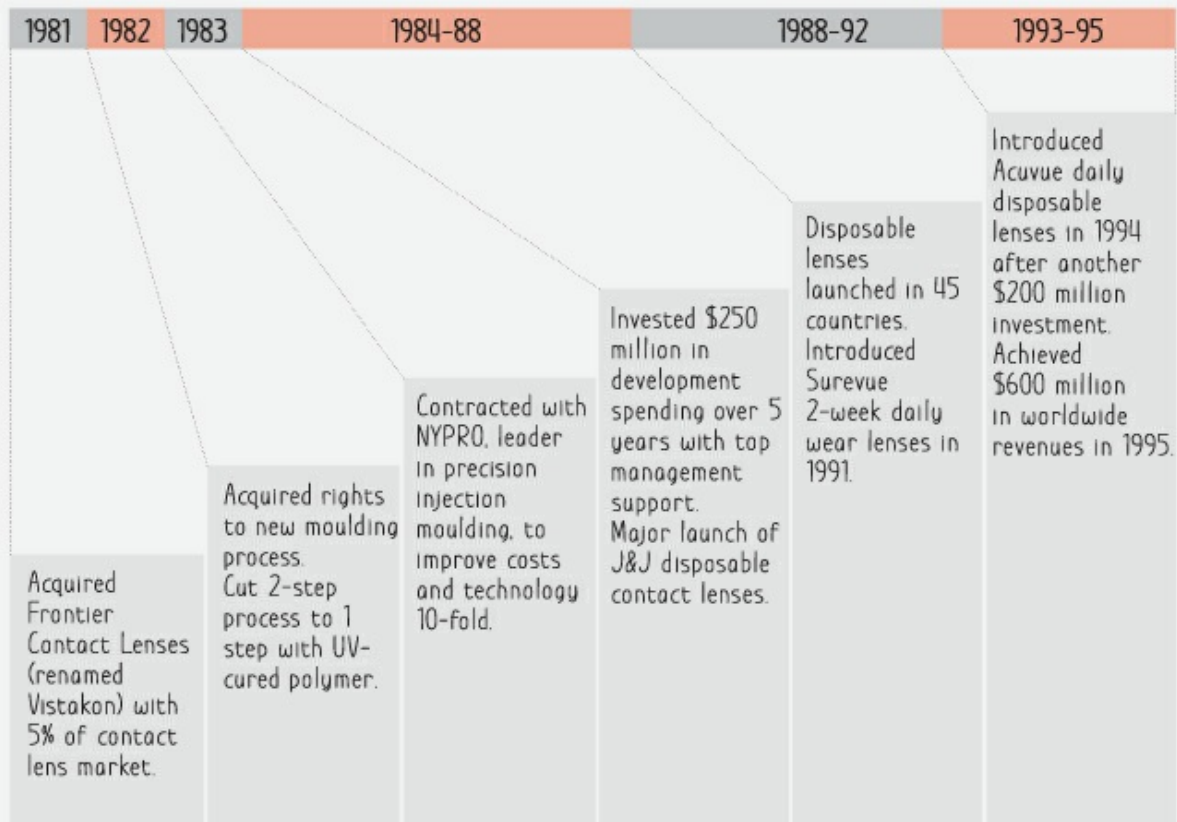 1981 1982 1983 1984-88 1988-92 1993-95
Acquired
Frontier
Contact Lenses
(renamed
Vistakon) with
5% of contact
lens market.
Acquired rights
to new moulding
process.
Cut 2-step
process to 1
step with UV-
cured polymer.
Contracted with
NYPRO, leader
in precision
injection
moulding, to
improve costs
and technology
10-fold.
Invested $250
million in
development
spending over 5
years with top
management
support.
Major launch of
J&J disposable
contact lenses.
Disposable
lenses
launched in 45
countries.
Introduced
Surevue
2-week daily
wear lenses in
1991.
Introduced
Acuvue daily
disposable
lenses in 1994
after another
$200 million
investment.
Achieved
$600 million
in worldwide
revenues in 1995.